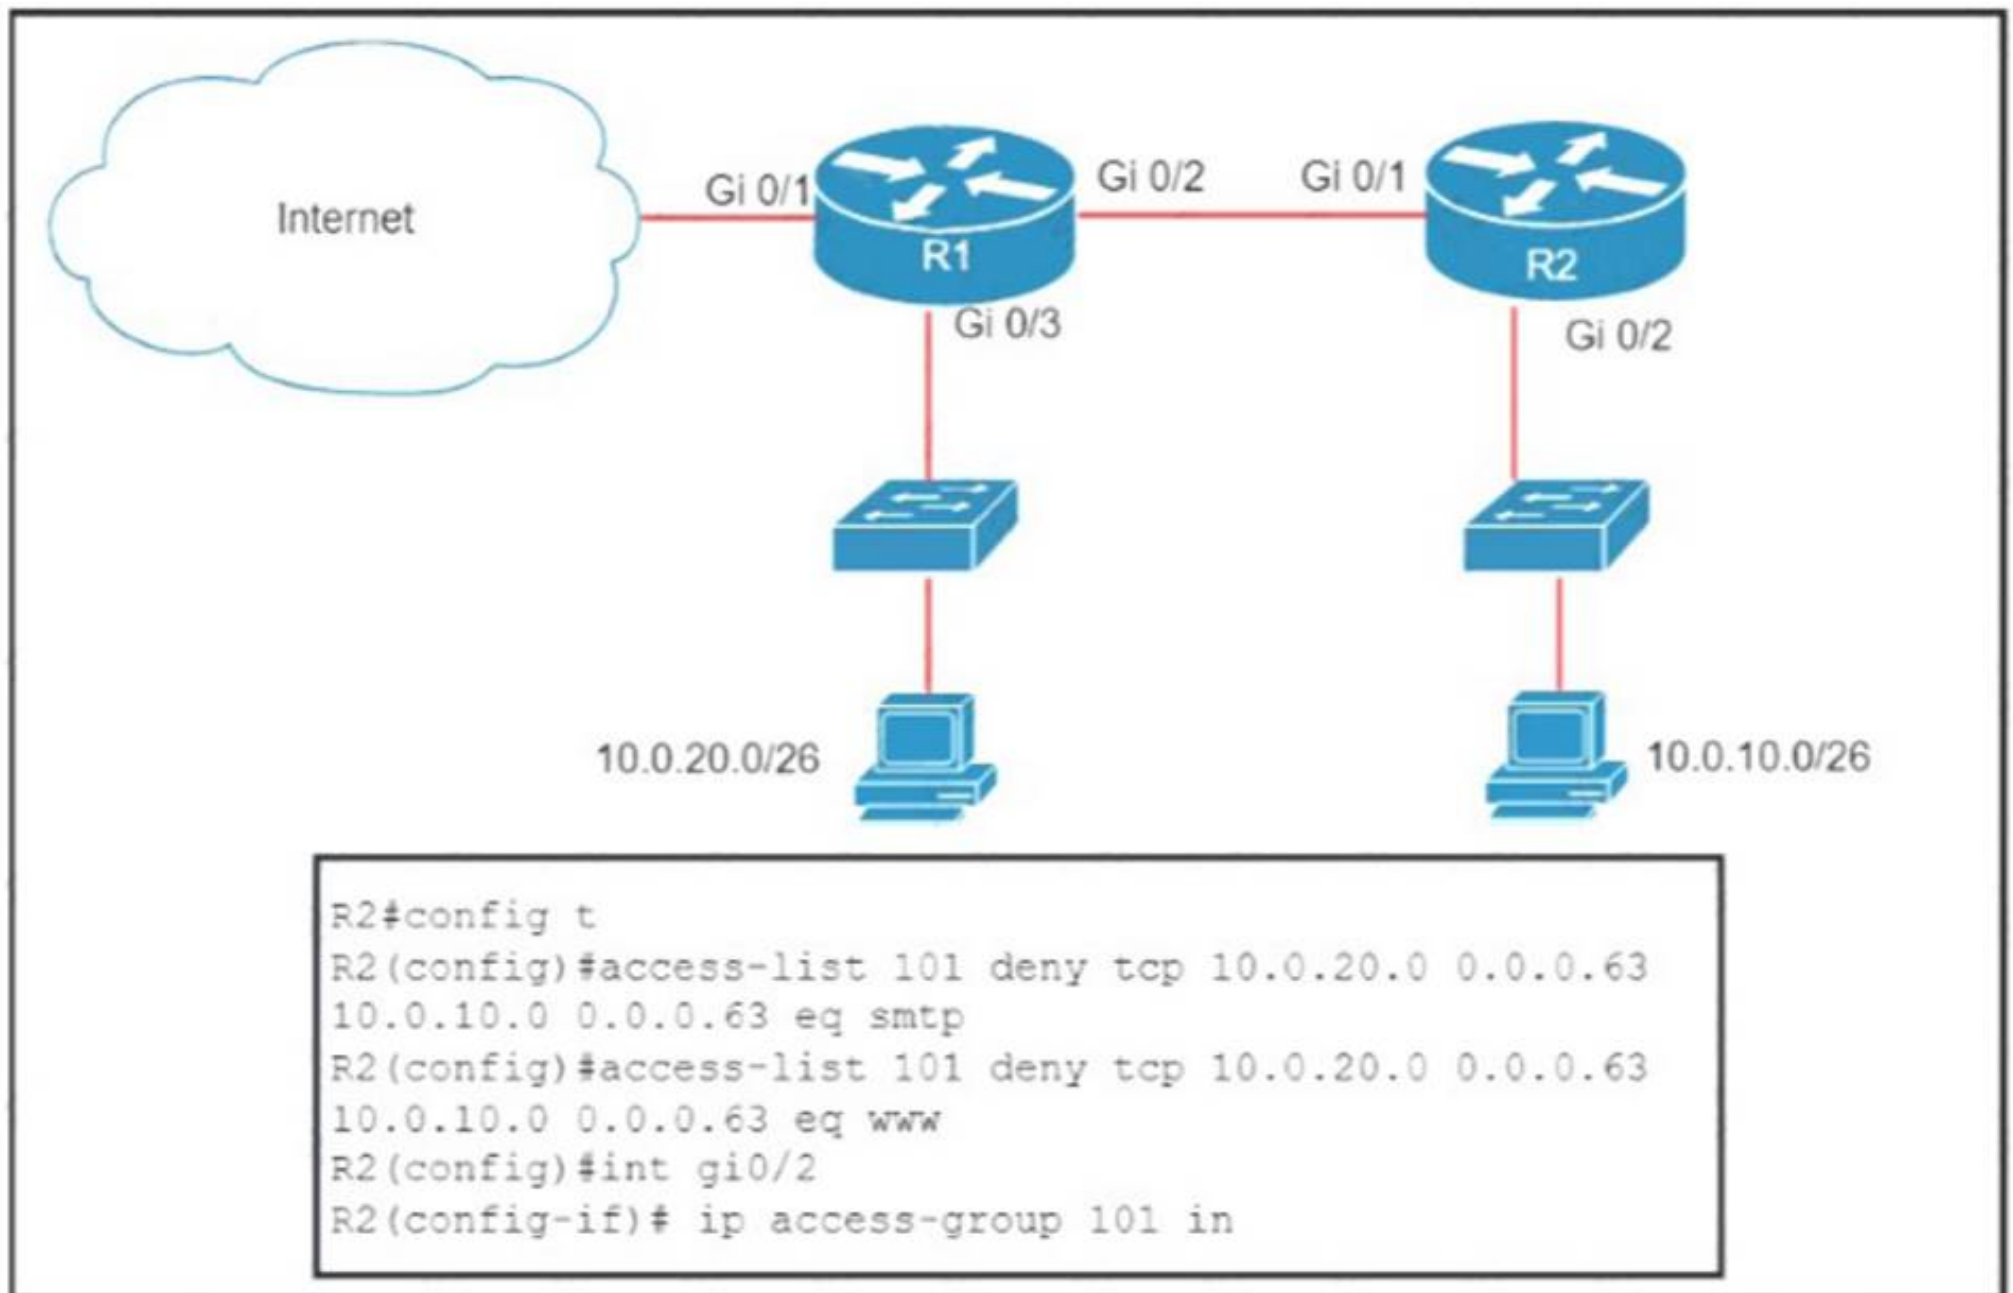 Internet
Gi 0/1
R1
Gi 0/2
Gi 0/1
R2
Gi 0/3
Gi 0/2
10.0.20.0/26
10.0.10.0/26
R2#config t
R2(config)#access-list 101 deny tcp 10.0.20.0 0.0.0.63
10.0.10.0 0.0.0.63 eq smtp
R2(config)#access-list 101 deny tcp 10.0.20.0 0.0.0.63
10.0.10.0 0.0.0.63 eq www
R2(config)#int gi0/2
R2(config-if)# ip access-group 101 in